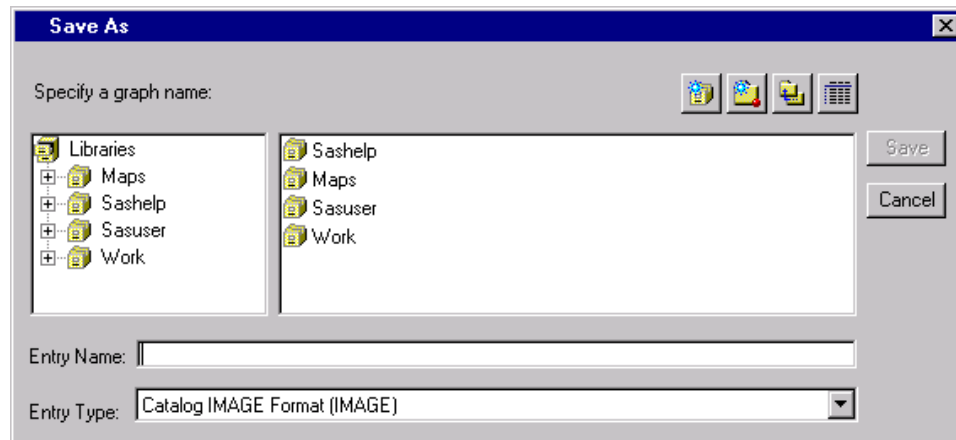 Save As
Specify a graph name:
Libraries
Maps
Sashelp
Sasuser
Work
Sashelp
Maps
Sasuser
Work
Save
Cancel
Entry Name:
Entry Type: Catalog IMAGE Format (IMAGE)